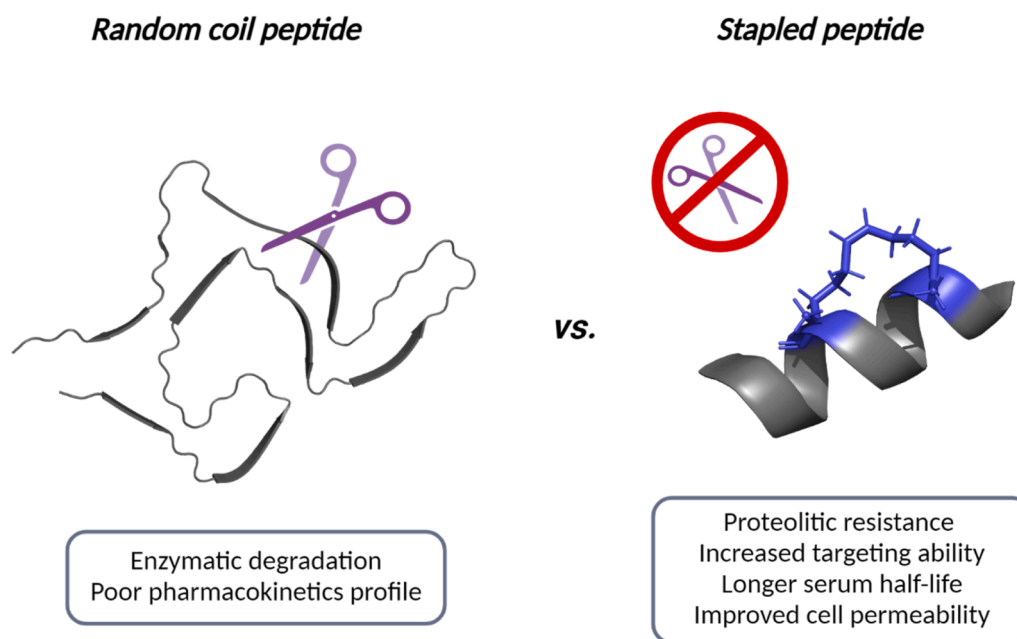 Random coil peptide
Stapled peptide
vs.
Enzymatic degradation
Poor pharmacokinetics profile
Proteolitic resistance
Increased targeting ability
Longer serum half-life
Improved cell permeability